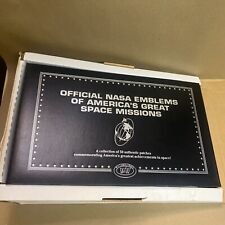 OFFICIAL NASA EMBLEMS
OF AMERICA'S GREAT
SPACE MISSIONS
A collection of 50 authentic patches
commemorating America's greatest achievements in space!